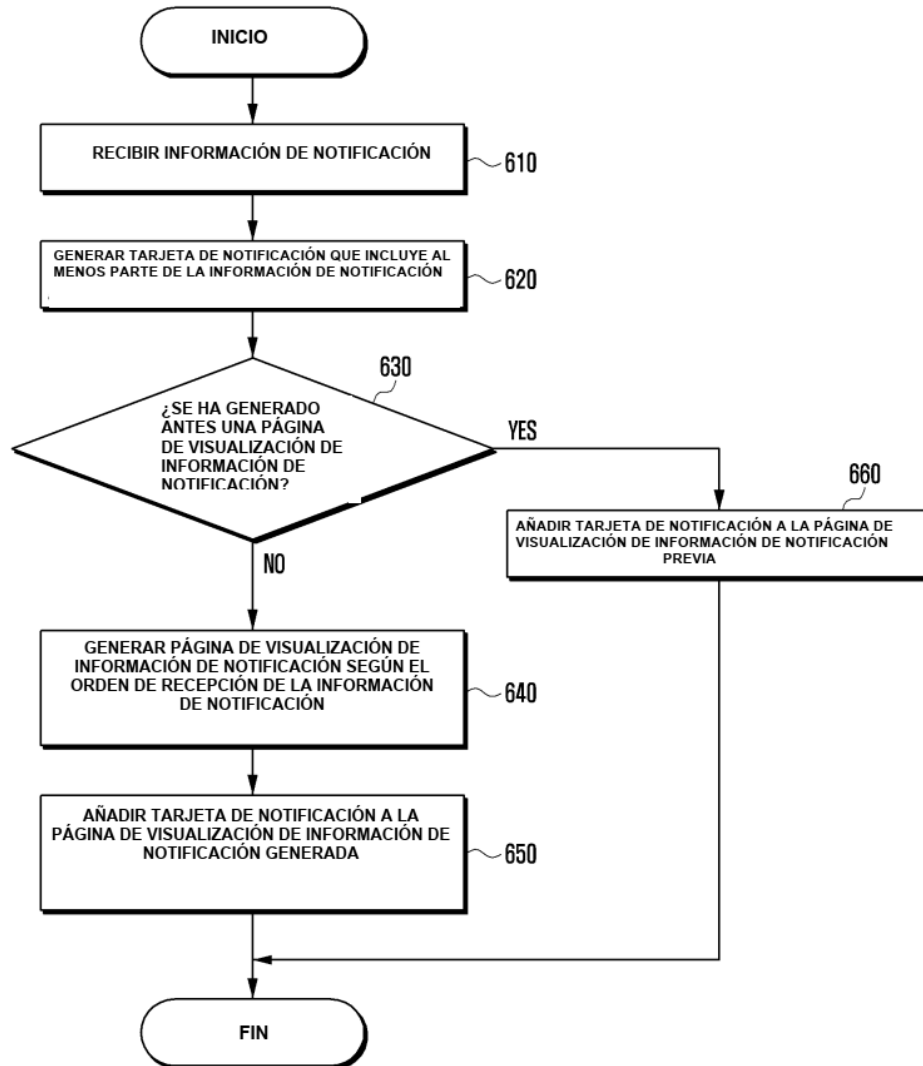 INICIO
RECIBIR INFORMACIÓN DE NOTIFICACIÓN
610
GENERAR TARJETA DE NOTIFICACIÓN QUE INCLUYE AL
MENOS PARTE DE LA INFORMACIÓN DE NOTIFICACIÓN
620
630
¿SE HA GENERADO
ANTES UNA PÁGINA
DE VISUALIZACIÓN DE
INFORMACIÓN DE
NOTIFICACIÓN?
YES
660
AÑADIR TARJETA DE NOTIFICACIÓN A LA PÁGINA DE
VISUALIZACIÓN DE INFORMACIÓN DE NOTIFICACIÓN
PREVIA
NO
GENERAR PÁGINA DE VISUALIZACIÓN DE
INFORMACIÓN DE NOTIFICACIÓN SEGÚN EL
ORDEN DE RECEPCIÓN DE LA INFORMACIÓN
DE NOTIFICACIÓN
640
AÑADIR TARJETA DE NOTIFICACIÓN A LA
PÁGINA DE VISUALIZACIÓN DE INFORMACIÓN DE
NOTIFICACIÓN GENERADA
650
FIN